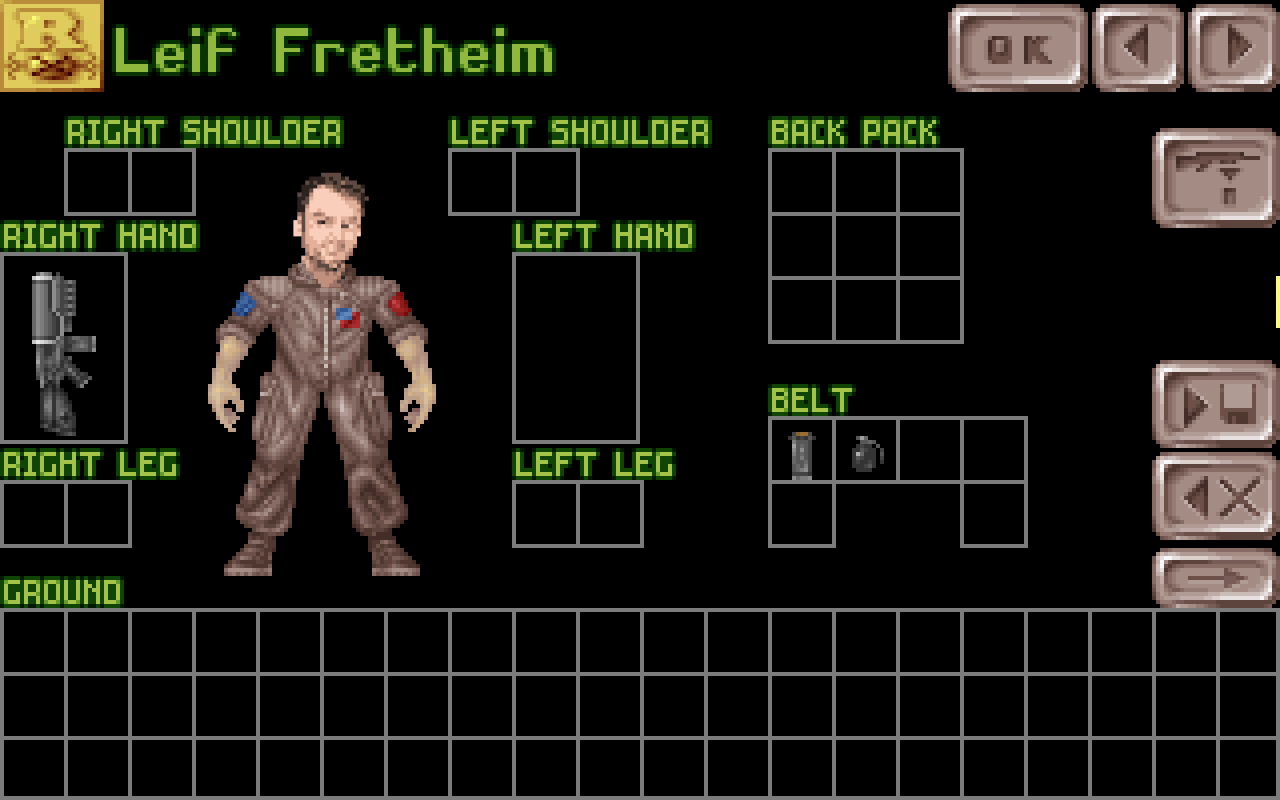 R
Leif Fretheim
OK
RIGHT SHOULDER
LEFT SHOULDER
BACK PACK
RIGHT HAND
LEFT HAND
BELT
RIGHT LEG
LEFT LEG
GROUND